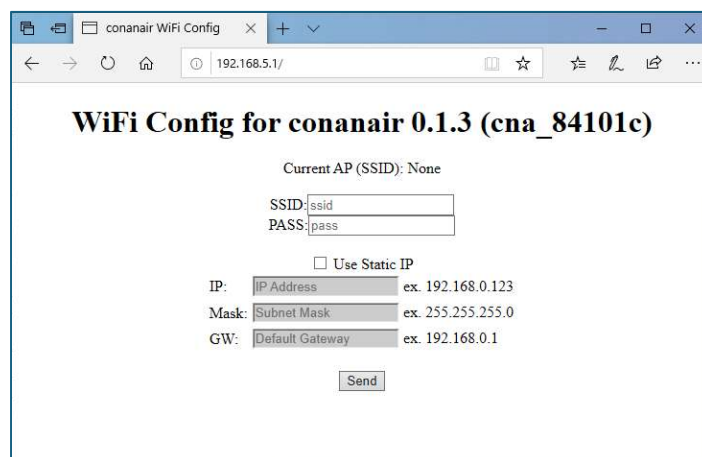 conanair WiFi Config
192.168.5.1/
WiFi Config for conanair 0.1.3 (cna_84101c)
Current AP (SSID): None
SSID: ssid
PASS: pass
Use Static IP
IP: IP Address ex. 192.168.0.123
Mask: Subnet Mask ex. 255.255.255.0
GW: Default Gateway ex. 192.168.0.1
Send